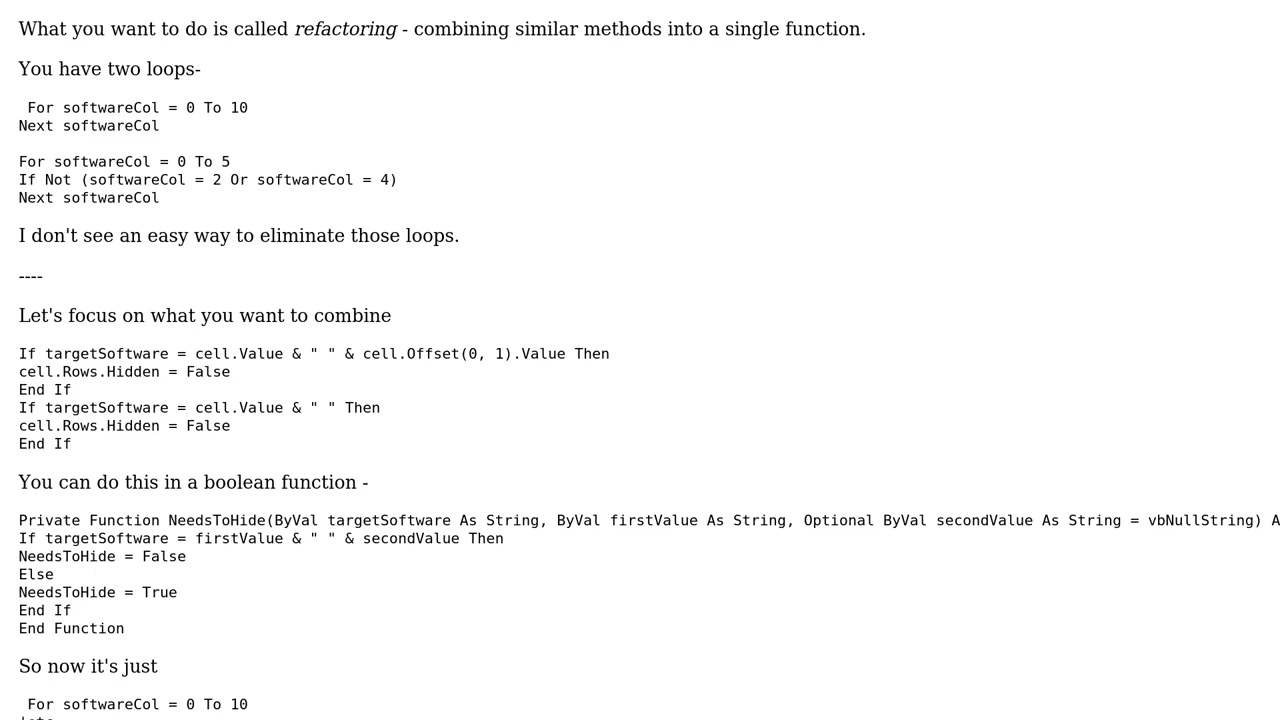 What you want to do is called refactoring - combining similar methods into a single function.
You have two loops-
For softwareCol = 0 To 10
Next softwareCol
For softwareCol = 0 To 5
If Not (softwareCol = 2 Or softwareCol = 4)
Next softwareCol
I don't see an easy way to eliminate those loops.
----
Let's focus on what you want to combine
If targetSoftware = cell.Value & " " & cell.Offset(0, 1).Value Then
cell.Rows.Hidden = False
End If
If targetSoftware = cell.Value & " " Then
cell.Rows.Hidden = False
End If
You can do this in a boolean function -
Private Function NeedsToHide(ByVal targetSoftware As String, ByVal firstValue As String, Optional ByVal secondValue As String = vbNullString) A
If targetSoftware = firstValue & " " & secondValue Then
NeedsToHide = False
Else
NeedsToHide = True
End If
End Function
So now it's just
For softwareCol = 0 To 10